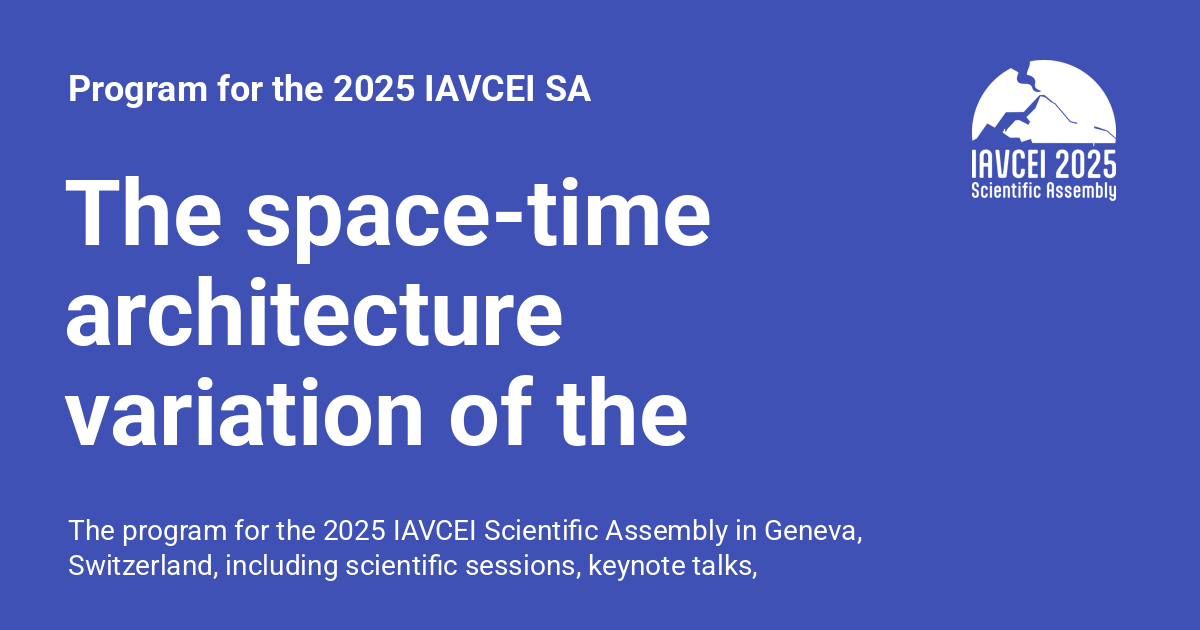 Program for the 2025 IAVCEI SA
IAVCEI 2025
Scientific Assembly
The space-time
architecture
variation of the
The program for the 2025 IAVCEI Scientific Assembly in Geneva,
Switzerland, including scientific sessions, keynote talks,